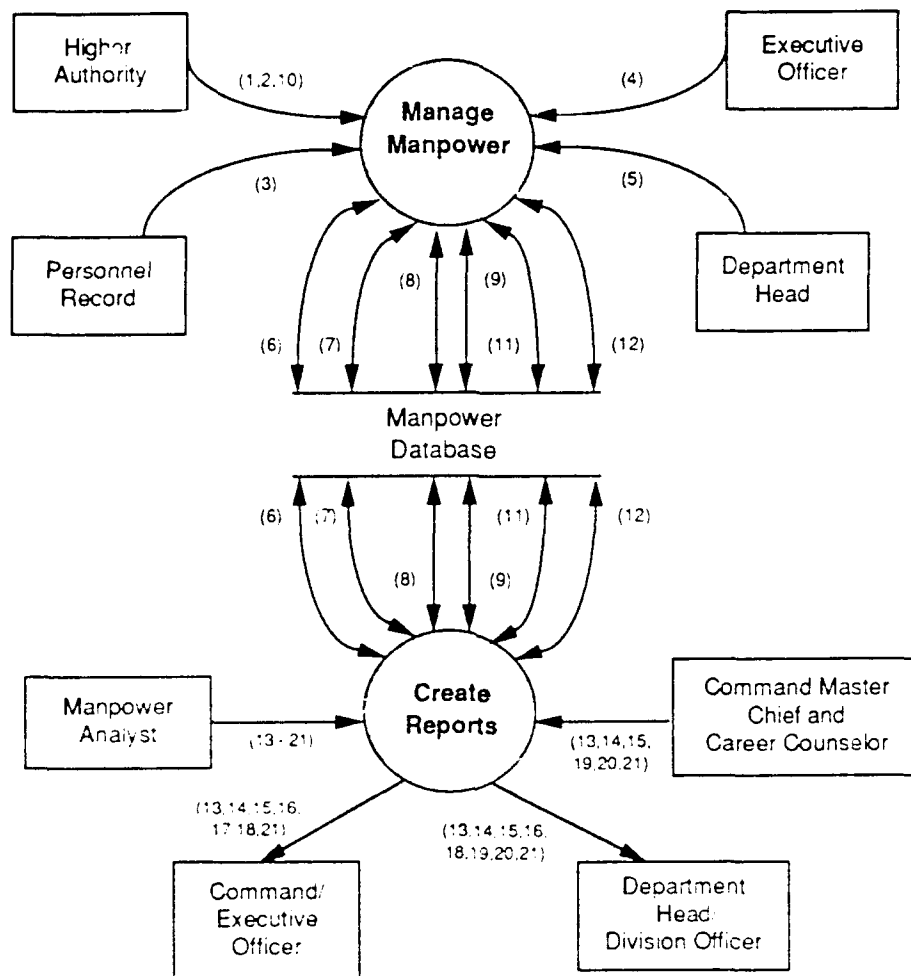 Higher
Authority
(1,2,10)
Manage
Manpower
(4)
Executive
Officer
(3)
(5)
Personnel
Record
Department
Head
(8)
(9)
(6)
(7)
(11)
(12)
Manpower
Database
(6)
(7)
(11)
(12)
(8)
(9)
Manpower
Analyst
(13-21)
Create
Reports
Command Master
Chief and
Career Counselor
(13,14,15,
19,20,21)
(13,14,15,16,
17,18,21)
(13,14,15,16,
18,19,20,21)
Command/
Executive
Officer
Department
Head/
Division Officer